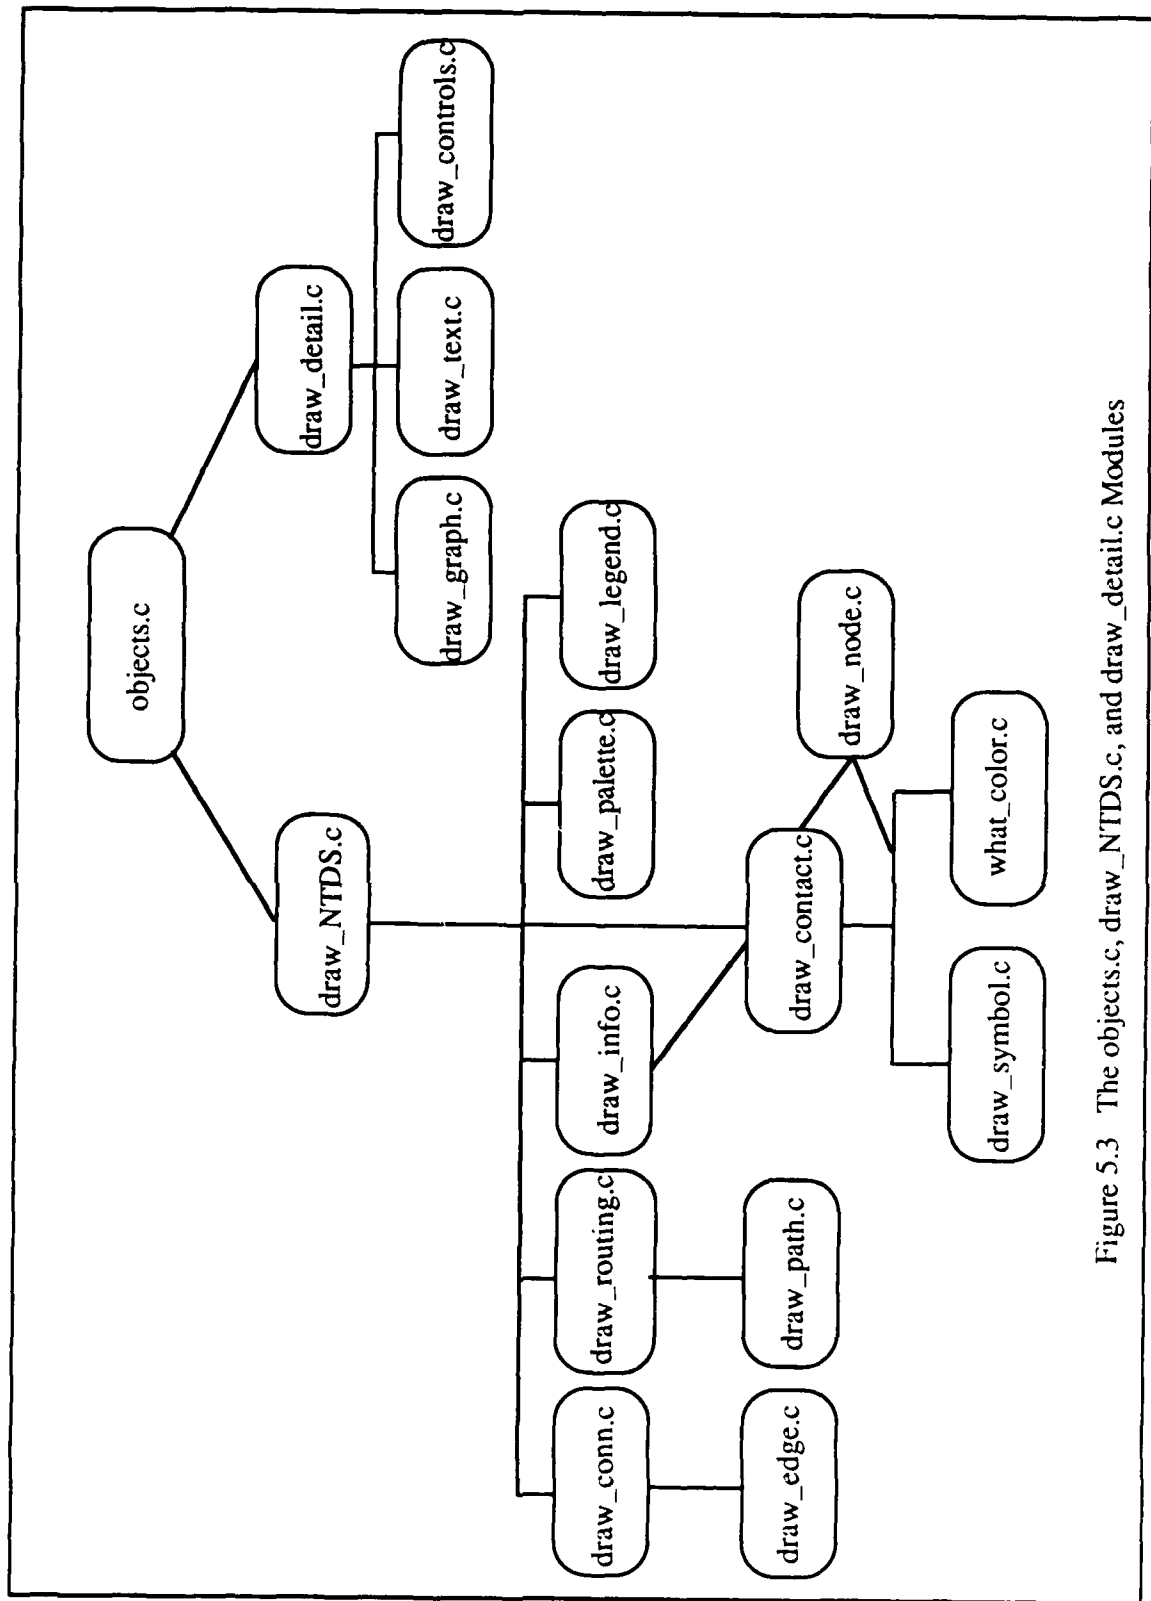 objects.c
draw_NTDS.c
draw_detail.c
draw_graph.c
draw_text.c
draw_controls.c
draw_conn.c
draw_routing.c
draw_info.c
draw_palette.c
draw_legend.c
draw_edge.c
draw_path.c
draw_contact.c
draw_node.c
draw_symbol.c
what_color.c
Figure 5.3 The objects.c, draw_NTDS.c, and draw_detail.c Modules